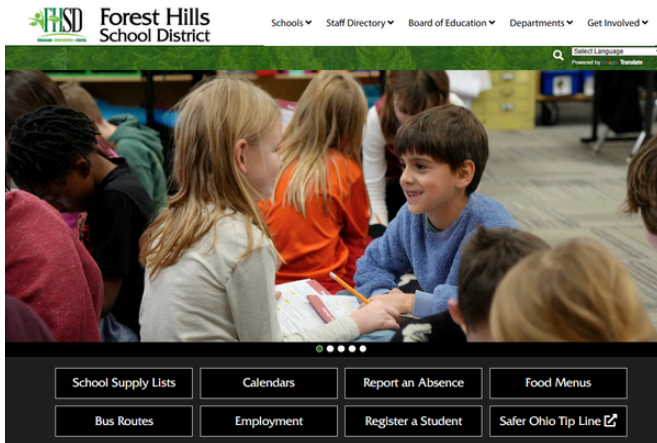 FHSD
Forest Hills
School District
Schools
Staff Directory
Board of Education
Departments
Get Involved
Select Language
Powered by Google Translate
School Supply Lists
Calendars
Report an Absence
Food Menus
Bus Routes
Employment
Register a Student
Safer Ohio Tip Line